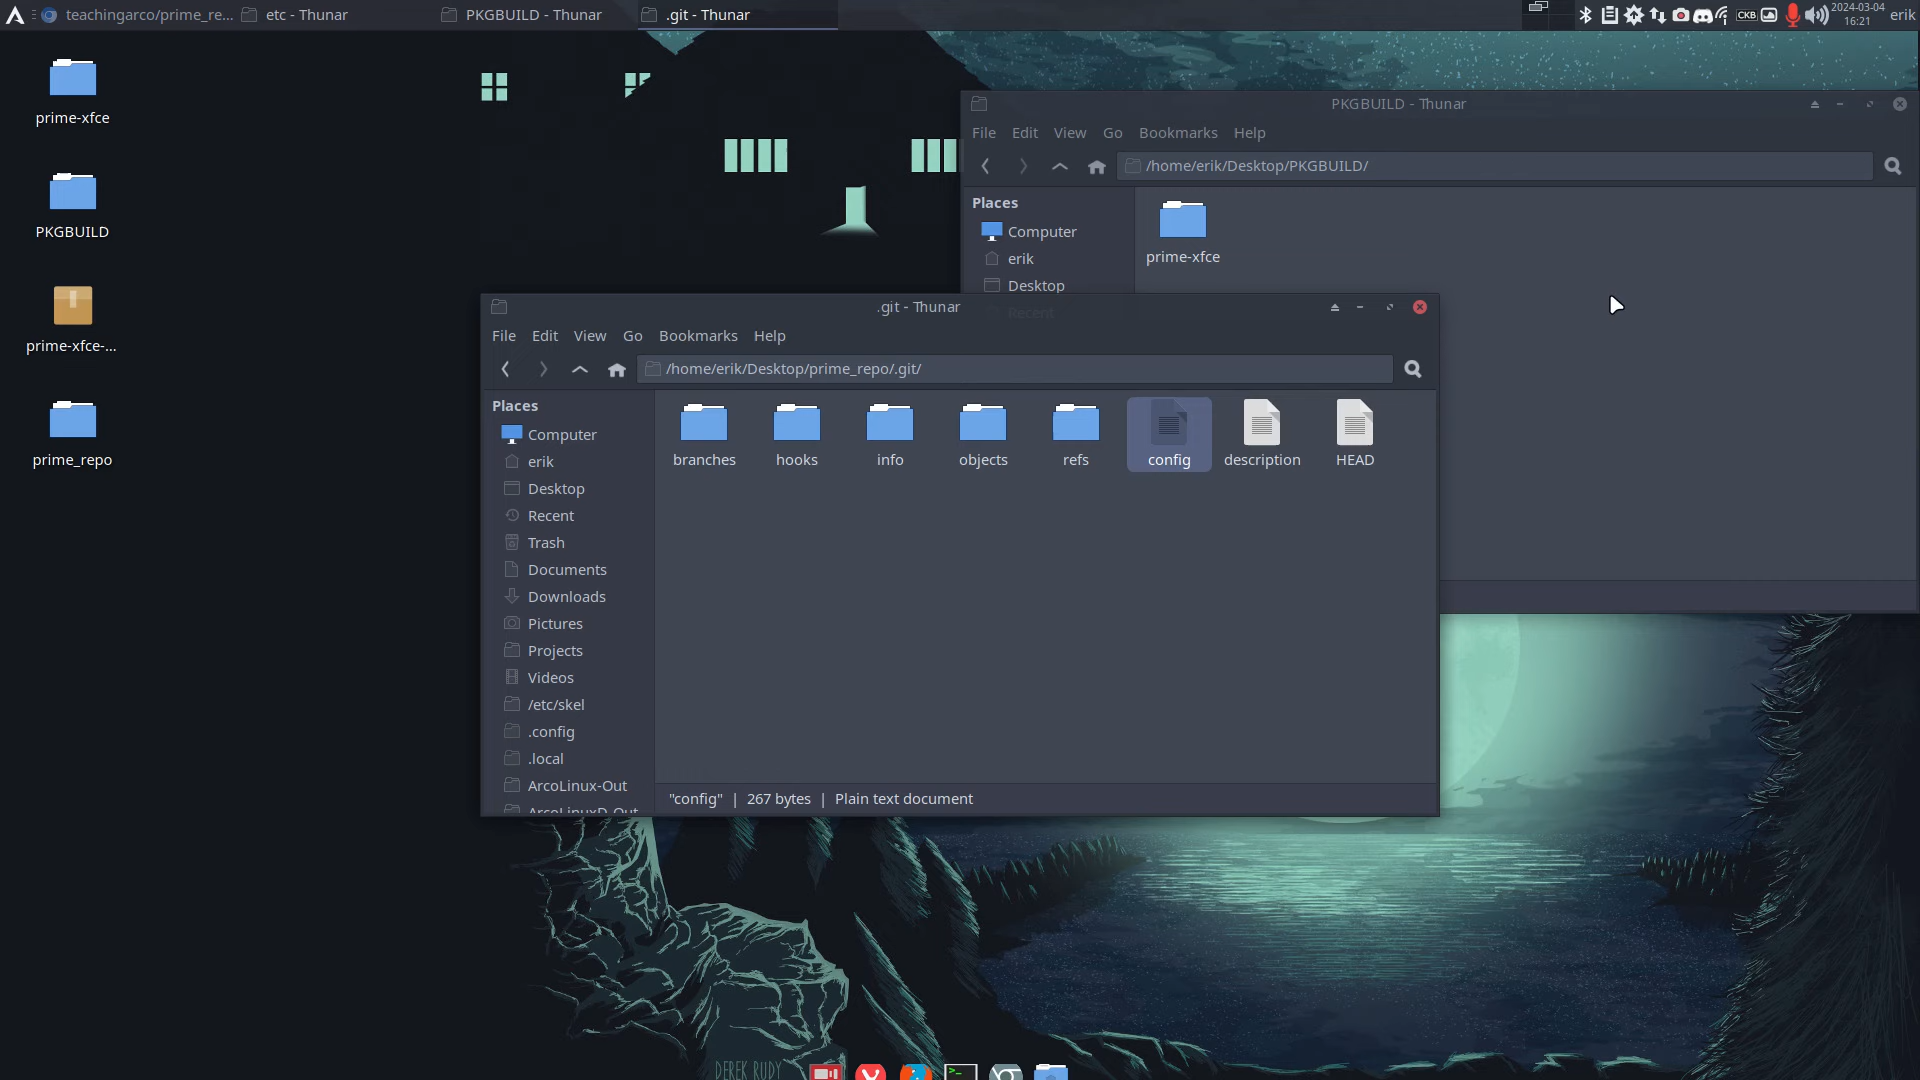 teachingarco/prime_re...
etc - Thunar
PKGBUILD - Thunar
.git - Thunar
CKB
2024-03-04
16:21
erik
prime-xfce
PKGBUILD
prime-xfce-...
prime_repo
PKGBUILD - Thunar
File Edit View Go Bookmarks Help
/home/erik/Desktop/PKGBUILD/
Places
Computer
erik
Desktop
Recent
prime-xfce
.git - Thunar
File Edit View Go Bookmarks Help
/home/erik/Desktop/prime_repo/.git/
Places
Computer
erik
Desktop
Recent
Trash
Documents
Downloads
Pictures
Projects
Videos
/etc/skel
.config
.local
ArcoLinux-Out
ArcoLinuxD-Out
branches hooks info objects refs config description HEAD
"config" | 267 bytes | Plain text document
DEREK RUDY